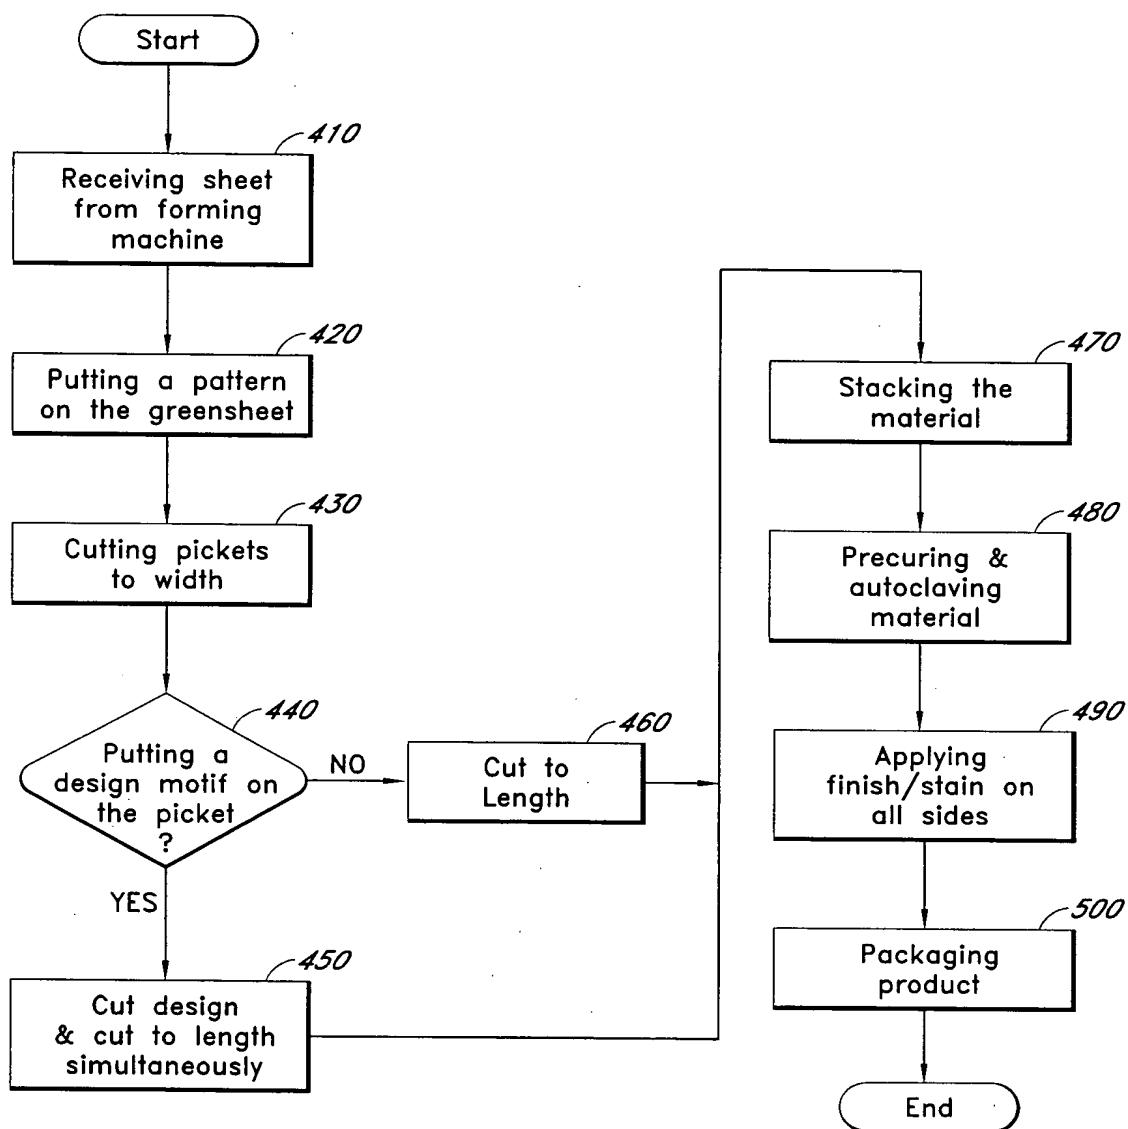 Start
410
Receiving sheet
from forming
machine
420
Putting a pattern
on the greensheet
430
Cutting pickets
to width
440
Putting a
design motif on
the picket
?
NO
460
Cut to
Length
YES
450
Cut design
& cut to length
simultaneously
470
Stacking the
material
480
Precuring &
autoclaving
material
490
Applying
finish/stain on
all sides
500
Packaging
product
End